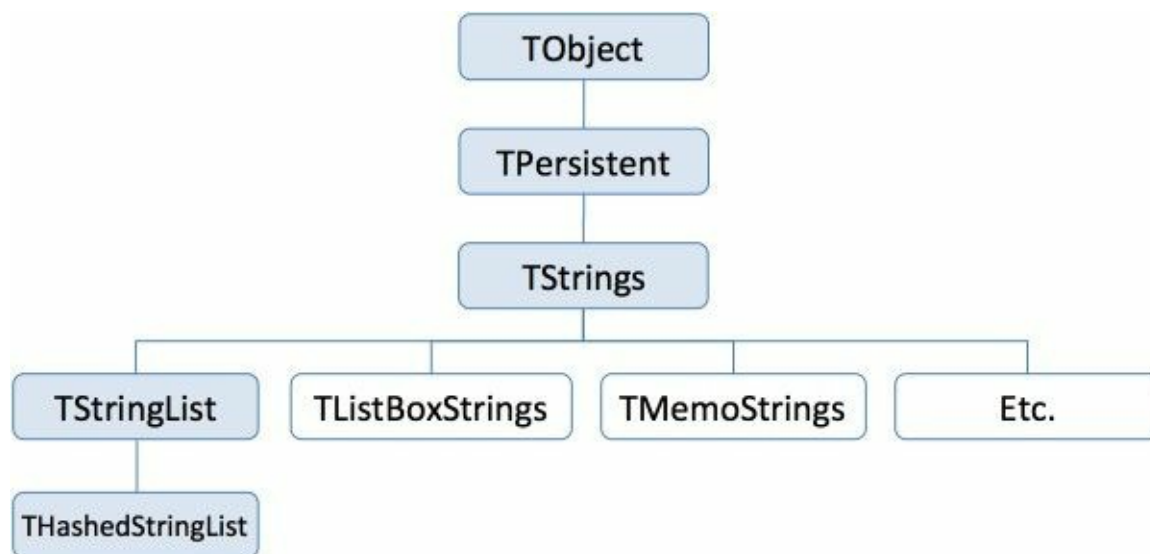 TObject
TPersistent
TStrings
TStringList
TListBoxStrings
TMemoStrings
Etc.
THashedStringList